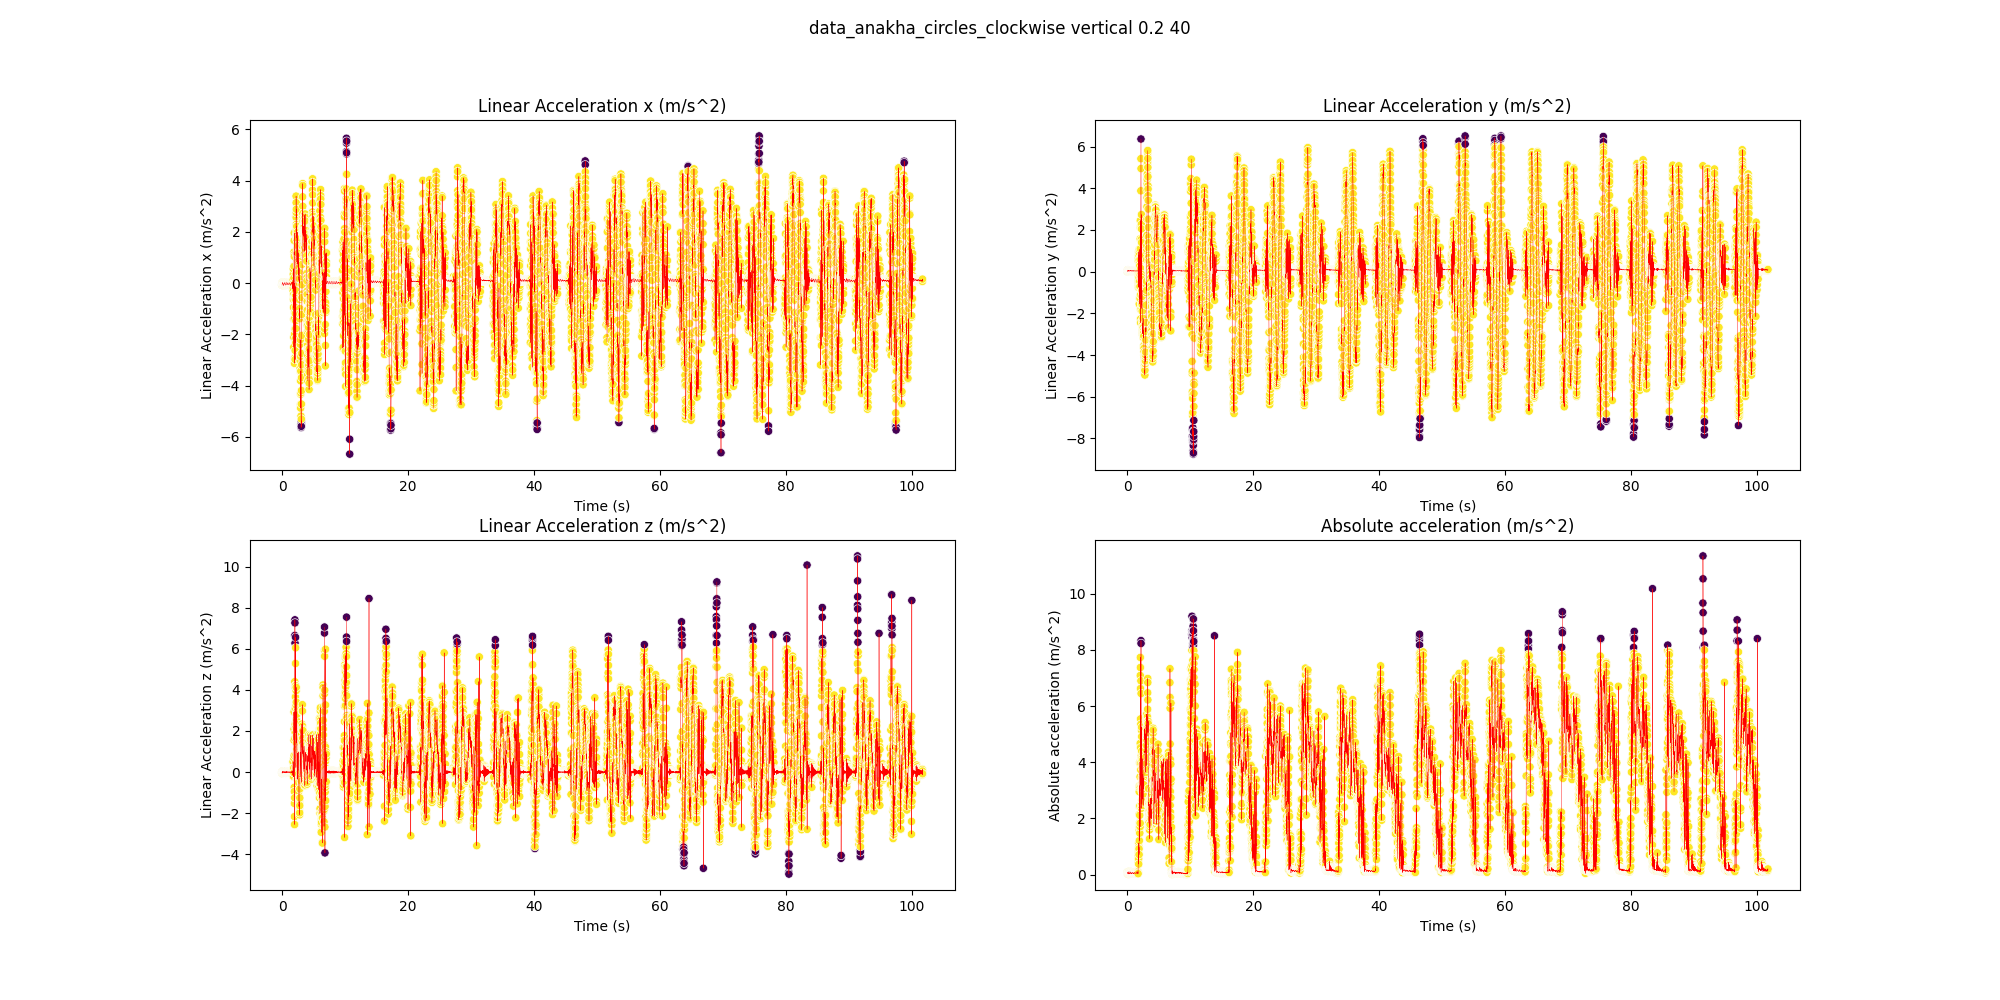 data_anakha_circles_clockwise vertical 0.2 40
Linear Acceleration x (m/s^2)
Linear Acceleration x (m/s^2)
6
4
2
0
−2
−4
−6
0 20 40 60 80 100
Time (s)
Linear Acceleration y (m/s^2)
Linear Acceleration y (m/s^2)
6
4
2
0
−2
−4
−6
−8
0 20 40 60 80 100
Time (s)
Linear Acceleration z (m/s^2)
Linear Acceleration z (m/s^2)
10
8
6
4
2
0
−2
−4
0 20 40 60 80 100
Time (s)
Absolute acceleration (m/s^2)
Absolute acceleration (m/s^2)
10
8
6
4
2
0
0 20 40 60 80 100
Time (s)